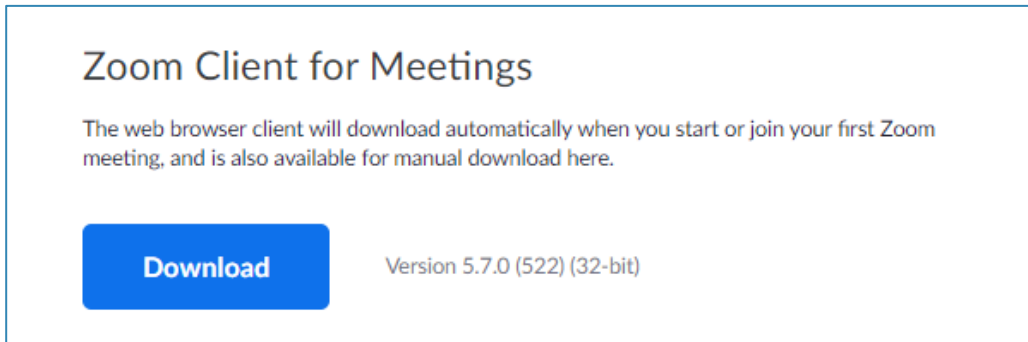 Zoom Client for Meetings
The web browser client will download automatically when you start or join your first Zoom
meeting, and is also available for manual download here.
Download
Version 5.7.0 (522) (32-bit)